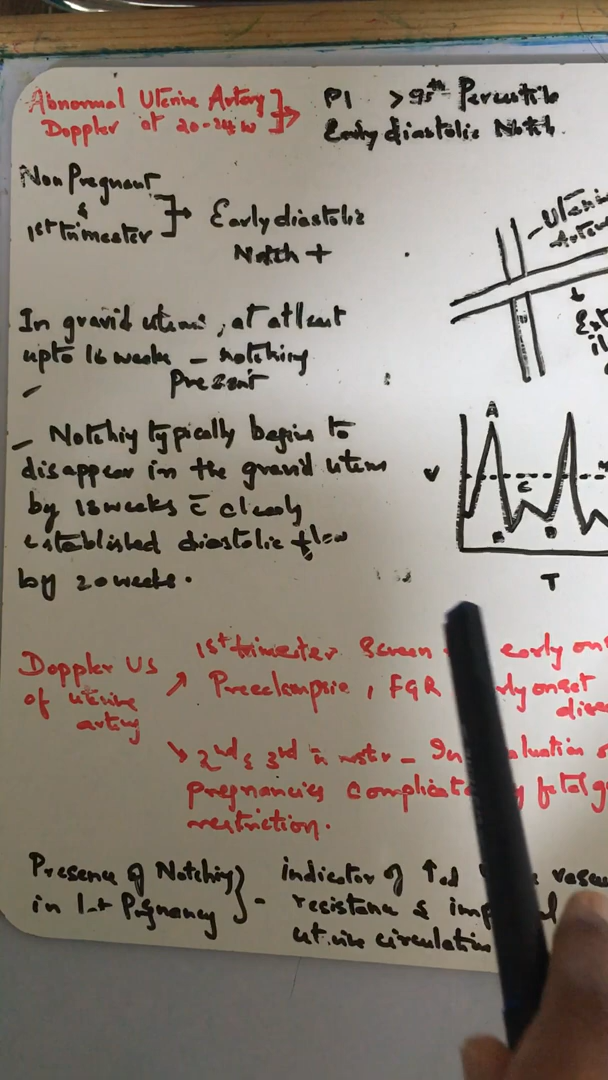 Abnormal Uterine Artery
Doppler at 20-24w
PI >95th Percentile
Early diastolic Notch.
Non Pregnant
&
1st trimester
Early diastolic
Notch +
Uterine
Artery
In gravid uterus, at atleast
upto 16 weeks - notching
Present
- Notching typically begins to
disappear in the gravid uterus
by 18 weeks c̄ clearly
established diastolic flow
by 20 weeks.
A
V
C
D
T
Doppler US
of uterine
artery
1st trimester Screen early
Preeclampsia, FGR onset
2nd & 3rd
pregnancies fetal
restriction.
Presence of Notching
in 1st Pregnancy
indicator of ↑ed
resistance &
uterine circulation